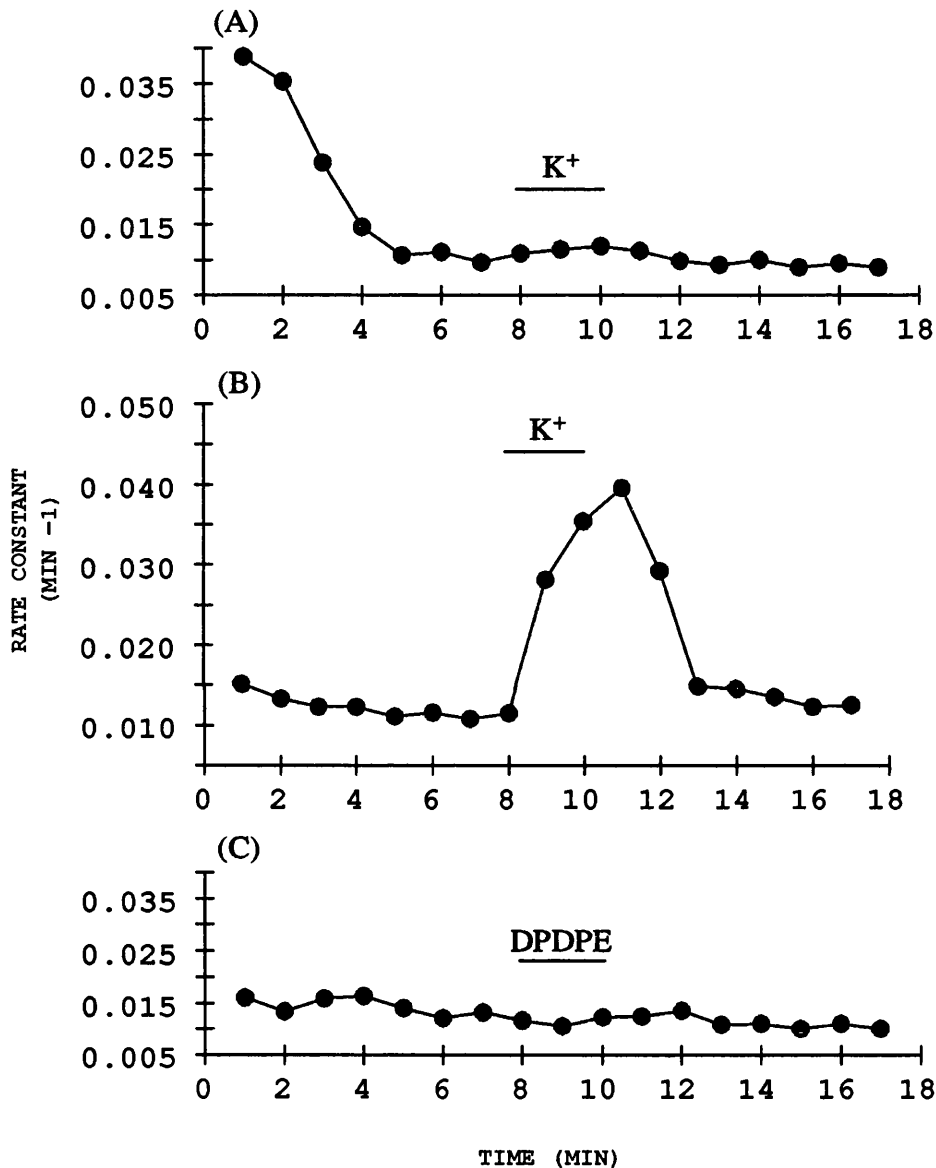 (A)
0.035
0.025
0.015
0.005
K+
0 2 4 6 8 10 12 14 16 18
(B)
0.050
0.040
0.030
0.020
0.010
K+
0 2 4 6 8 10 12 14 16 18
RATE CONSTANT
(MIN -1)
(C)
0.035
0.025
0.015
0.005
DPDPE
0 2 4 6 8 10 12 14 16 18
TIME (MIN)